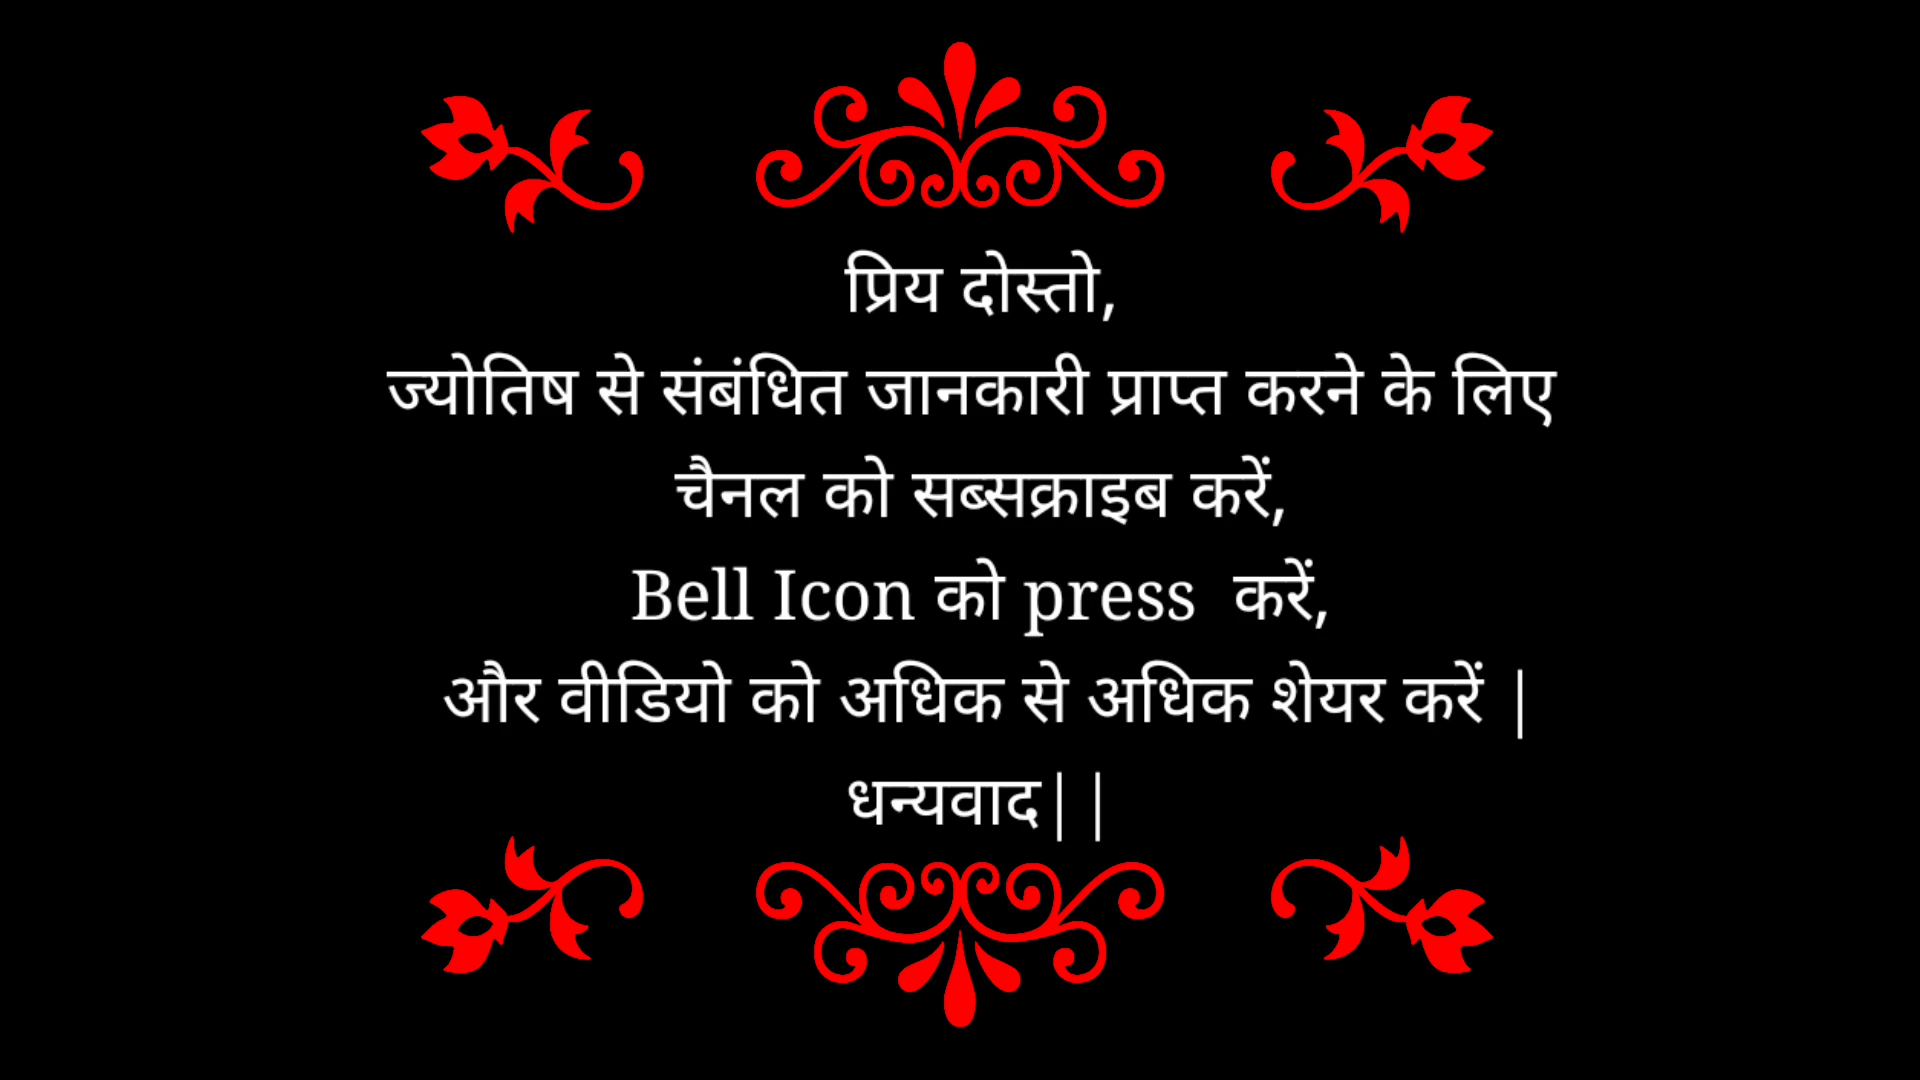 प्रिय दोस्तो,
ज्योतिष से संबंधित जानकारी प्राप्त करने के लिए
चैनल को सब्सक्राइब करें,
Bell Icon को press  करें,
और वीडियो को अधिक से अधिक शेयर करें |
धन्यवाद||